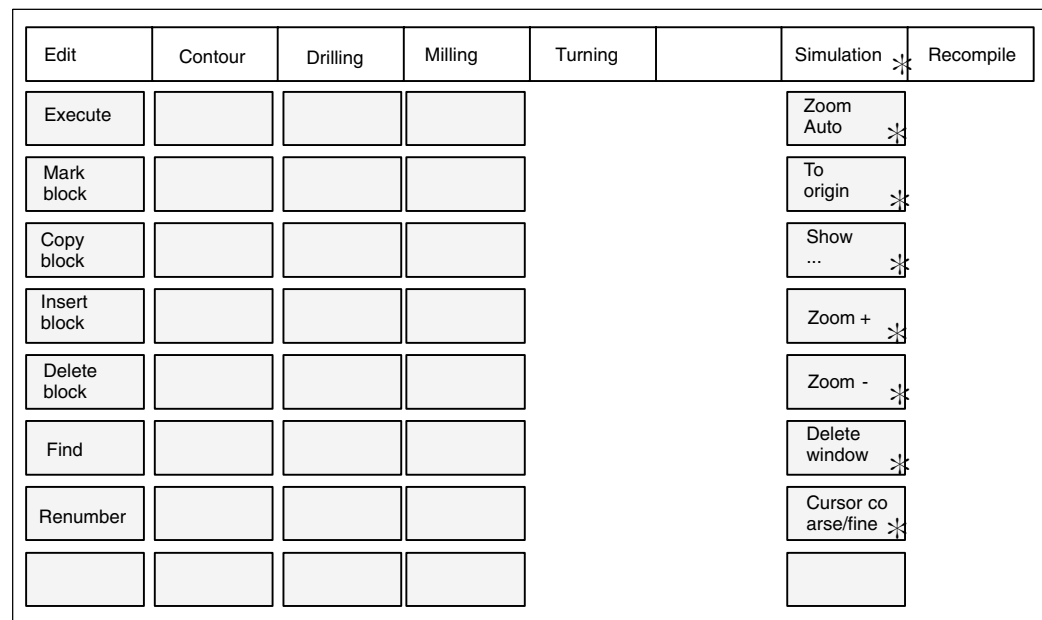 Edit Contour Drilling Milling Turning Simulation * Recompile
Execute
Zoom
Auto *
Mark
block
To
origin *
Copy
block
Show
... *
Insert
block
Zoom + *
Delete
block
Zoom - *
Find
Delete
window *
Renumber
Cursor co
arse/fine *